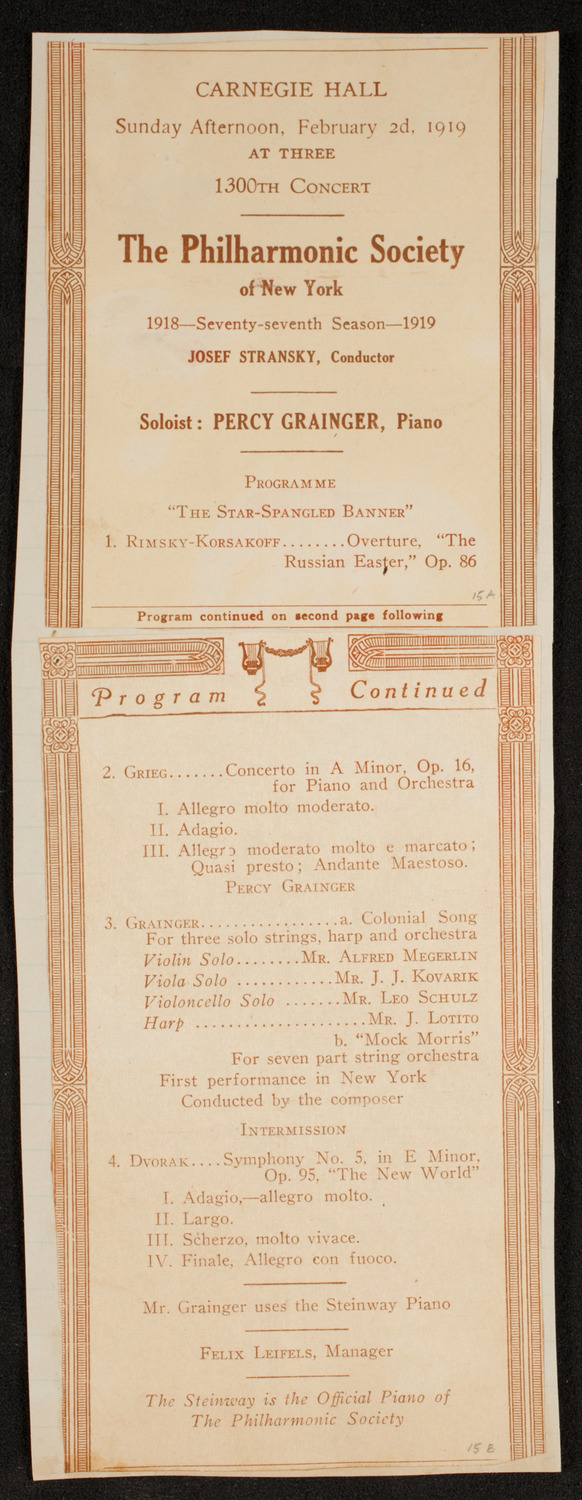 CARNEGIE HALL
Sunday Afternoon, February 2d, 1919
AT THREE
1300TH CONCERT
The Philharmonic Society
of New York
1918—Seventy-seventh Season—1919
JOSEF STRANSKY, Conductor
Soloist: PERCY GRAINGER, Piano
PROGRAMME
"THE STAR-SPANGLED BANNER"
1. RIMSKY-KORSAKOFF........Overture, "The
Russian Easter," Op. 86
15 A
Program continued on second page following
Program Continued
2. GRIEG.......Concerto in A Minor, Op. 16,
for Piano and Orchestra
I. Allegro molto moderato.
II. Adagio.
III. Allegro moderato molto e marcato;
Quasi presto; Andante Maestoso.
PERCY GRAINGER
3. GRAINGER.................a. Colonial Song
For three solo strings, harp and orchestra
Violin Solo........MR. ALFRED MEGERLIN
Viola Solo ............MR. J. J. KOVARIK
Violoncello Solo .......MR. LEO SCHULZ
Harp .....................MR. J. LOTITO
b. "Mock Morris"
For seven part string orchestra
First performance in New York
Conducted by the composer
INTERMISSION
4. DVORAK....Symphony No. 5, in E Minor,
Op. 95, "The New World"
I. Adagio,—allegro molto.
II. Largo.
III. Scherzo, molto vivace.
IV. Finale, Allegro con fuoco.
Mr. Grainger uses the Steinway Piano
FELIX LEIFELS, Manager
The Steinway is the Official Piano of
The Philharmonic Society
15 B